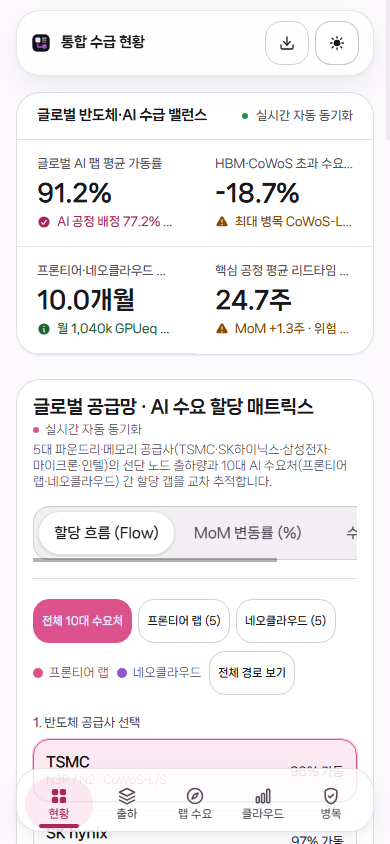 통합 수급 현황
글로벌 반도체·AI 수급 밸런스
실시간 자동 동기화
글로벌 AI 팹 평균 가동률
91.2%
AI 공정 배정 77.2% ...
HBM·CoWoS 초과 수요...
-18.7%
최대 병목 CoWoS-L...
프론티어·네오클라우드 ...
10.0개월
월 1,040k GPUeq ...
핵심 공정 평균 리드타임 ...
24.7주
MoM +1.3주 · 위험 ...
글로벌 공급망 · AI 수요 할당 매트릭스
실시간 자동 동기화
5대 파운드리·메모리 공급사(TSMC·SK하이닉스·삼성전자·
마이크론·인텔)의 선단 노드 출하량과 10대 AI 수요처(프론티어
랩·네오클라우드) 간 할당 갭을 교차 추적합니다.
할당 흐름 (Flow)
MoM 변동률 (%)
전체 10대 수요처
프론티어 랩 (5)
네오클라우드 (5)
프론티어 랩
네오클라우드
전체 경로 보기
1. 반도체 공급사 선택
TSMC
96% 가동
N3P / N2 · CoWoS-L/S
SK hynix
97% 가동
현황
출하
랩 수요
클라우드
병목